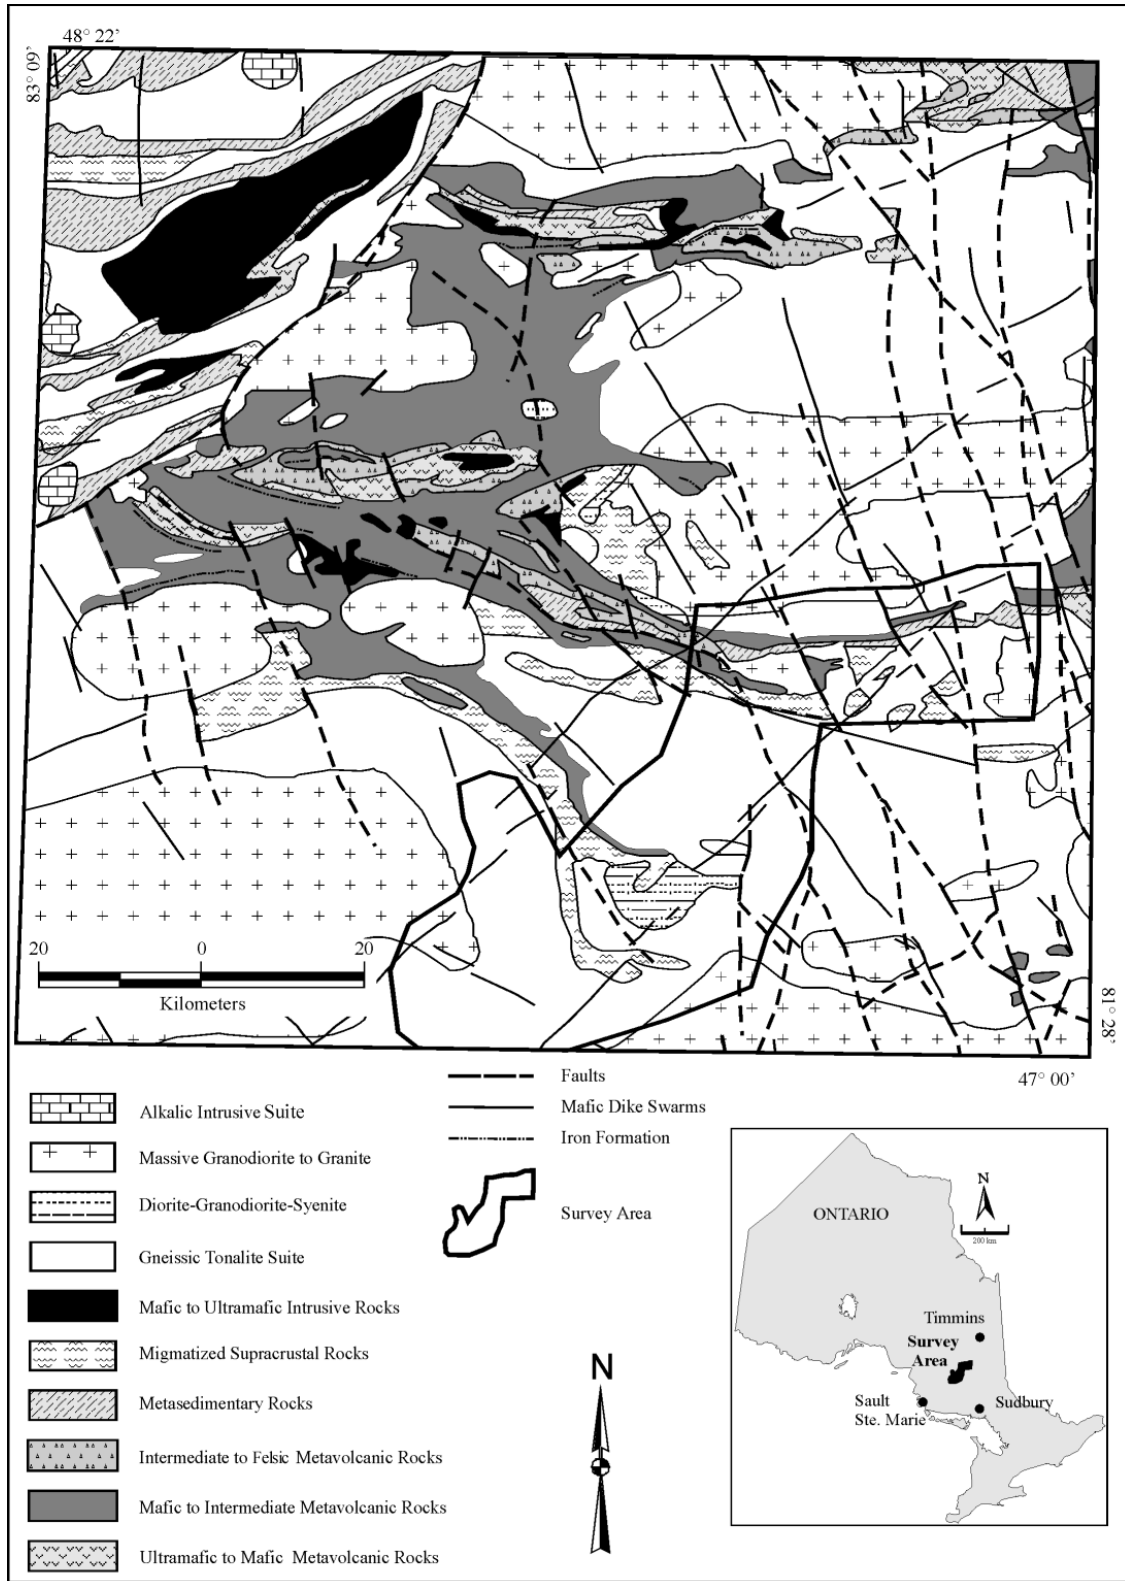 48° 22’
83° 09’
20 0 20
Kilometers
81° 28’
47° 00’
Alkalic Intrusive Suite
Massive Granodiorite to Granite
Diorite-Granodiorite-Syenite
Gneissic Tonalite Suite
Mafic to Ultramafic Intrusive Rocks
Migmatized Supracrustal Rocks
Metasedimentary Rocks
Intermediate to Felsic Metavolcanic Rocks
Mafic to Intermediate Metavolcanic Rocks
Ultramafic to Mafic Metavolcanic Rocks
Faults
Mafic Dike Swarms
Iron Formation
Survey Area
N
N
ONTARIO
200 km
Timmins
Survey
Area
Sault
Ste. Marie
Sudbury